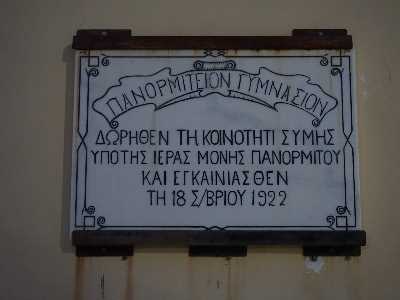 ΠΑΝΟΡΜΙΤΕΙΟΝ ΓΥΜΝΑΣΙΟΝ
ΔΩΡΗΘΕΝ ΤΗ ΚΟΙΝΟΤΗΤΙ ΣΥΜΗΣ
ΥΠΟ ΤΗΣ ΙΕΡΑΣ ΜΟΝΗΣ ΠΑΝΟΡΜΙΤΟΥ
ΚΑΙ ΕΓΚΑΙΝΙΑΣΘΕΝ
ΤΗ 18 Σ/ΒΡΙΟΥ 1922